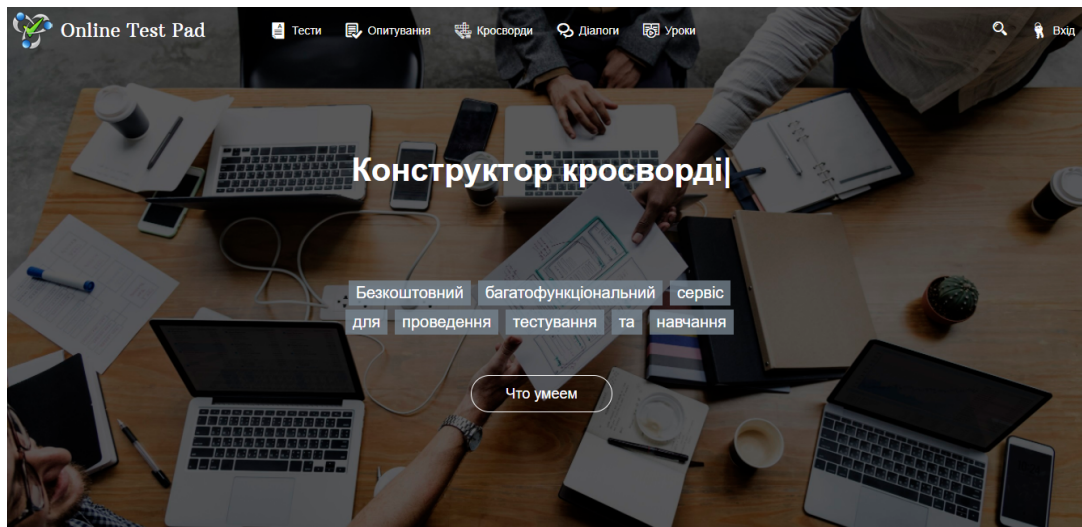 Online Test Pad Тести Опитування Кросворди Діалоги Уроки Вхід
Конструктор кросворді|
Безкоштовний багатофункціональний сервіс
для проведення тестування та навчання
Что умеем